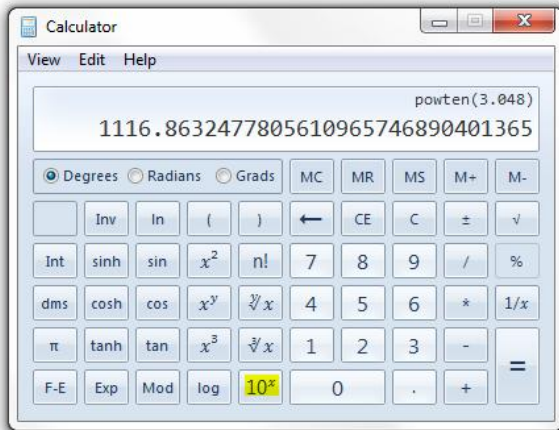 Calculator
View Edit Help
powten(3.048)
1116.8632477805610965746890401365
Degrees Radians Grads MC MR MS M+ M-
Inv ln ( ) ← CE C ± √
Int sinh sin x² n! 7 8 9 / %
dms cosh cos xʸ ʸ√x 4 5 6 * 1/x
π tanh tan x³ ³√x 1 2 3 - =
F-E Exp Mod log 10ˣ 0 . +